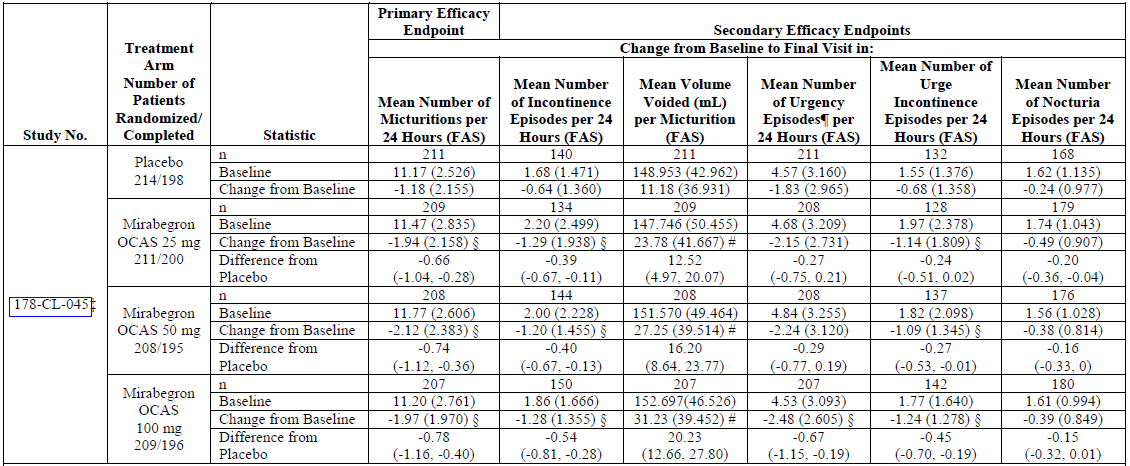 Primary Efficacy Endpoint Secondary Efficacy Endpoints
Change from Baseline to Final Visit in:
Study No. Treatment Arm Number of Patients Randomized/ Completed Statistic Mean Number of Micturitions per 24 Hours (FAS) Mean Number of Incontinence Episodes per 24 Hours (FAS) Mean Volume Voided (mL) per Micturition (FAS) Mean Number of Urgency Episodes¶ per 24 Hours (FAS) Mean Number of Urge Incontinence Episodes per 24 Hours (FAS) Mean Number of Nocturia Episodes per 24 Hours (FAS)
178-CL-045‡
Placebo 214/198
n 211 140 211 211 132 168
Baseline 11.17 (2.526) 1.68 (1.471) 148.953 (42.962) 4.57 (3.160) 1.55 (1.376) 1.62 (1.135)
Change from Baseline -1.18 (2.155) -0.64 (1.360) 11.18 (36.931) -1.83 (2.965) -0.68 (1.358) -0.24 (0.977)
Mirabegron OCAS 25 mg 211/200
n 209 134 209 208 128 179
Baseline 11.47 (2.835) 2.20 (2.499) 147.746 (50.455) 4.68 (3.209) 1.97 (2.378) 1.74 (1.043)
Change from Baseline -1.94 (2.158) § -1.29 (1.938) § 23.78 (41.667) # -2.15 (2.731) -1.14 (1.809) § -0.49 (0.907)
Difference from -0.66 -0.39 12.52 -0.27 -0.24 -0.20
Placebo (-1.04, -0.28) (-0.67, -0.11) (4.97, 20.07) (-0.75, 0.21) (-0.51, 0.02) (-0.36, -0.04)
Mirabegron OCAS 50 mg 208/195
n 208 144 208 208 137 176
Baseline 11.77 (2.606) 2.00 (2.228) 151.570 (49.464) 4.84 (3.255) 1.82 (2.098) 1.56 (1.028)
Change from Baseline -2.12 (2.383) § -1.20 (1.455) § 27.25 (39.514) # -2.24 (3.120) -1.09 (1.345) § -0.38 (0.814)
Difference from -0.74 -0.40 16.20 -0.29 -0.27 -0.16
Placebo (-1.12, -0.36) (-0.67, -0.13) (8.64, 23.77) (-0.77, 0.19) (-0.53, -0.01) (-0.33, 0)
Mirabegron OCAS 100 mg 209/196
n 207 150 207 207 142 180
Baseline 11.20 (2.761) 1.86 (1.666) 152.697(46.526) 4.53 (3.093) 1.77 (1.640) 1.61 (0.994)
Change from Baseline -1.97 (1.970) § -1.28 (1.355) § 31.23 (39.452) # -2.48 (2.605) § -1.24 (1.278) § -0.39 (0.849)
Difference from -0.78 -0.54 20.23 -0.67 -0.45 -0.15
Placebo (-1.16, -0.40) (-0.81, -0.28) (12.66, 27.80) (-1.15, -0.19) (-0.70, -0.19) (-0.32, 0.01)